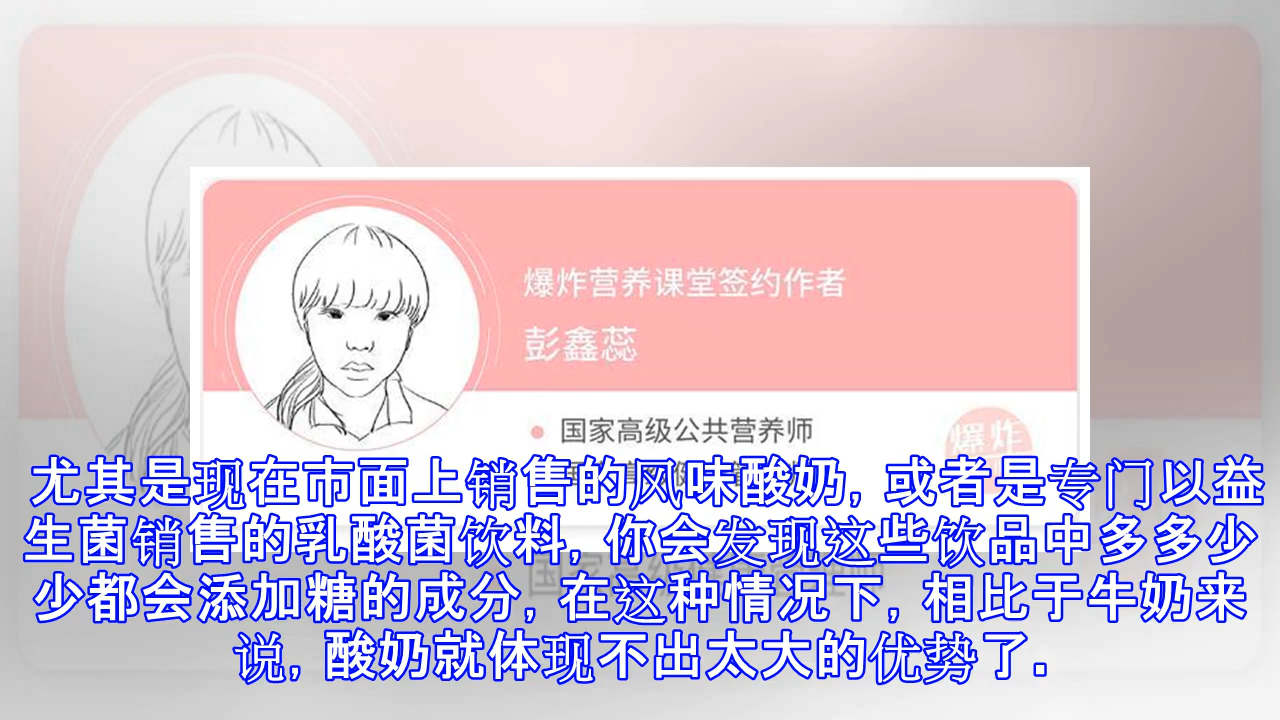 爆炸营养课堂签约作者
彭鑫蕊
国家高级公共营养师
爆炸
尤其是现在市面上销售的风味酸奶, 或者是专门以益
生菌销售的乳酸菌饮料, 你会发现这些饮品中多多少
少都会添加糖的成分, 在这种情况下, 相比于牛奶来
说, 酸奶就体现不出太大的优势了.